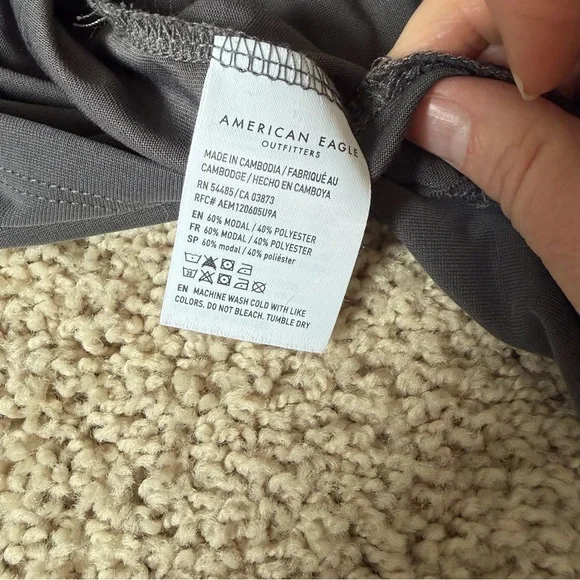 AMERICAN EAGLE
OUTFITTERS
MADE IN CAMBODIA / FABRIQUÉ AU
CAMBODGE / HECHO EN CAMBOYA
RN 54485/CA 03873
RFC# AEM120605U9A
EN 60% MODAL / 40% POLYESTER
FR 60% MODAL / 40% POLYESTER
SP 60% modal / 40% poliéster
EN MACHINE WASH COLD WITH LIKE
COLORS. DO NOT BLEACH. TUMBLE DRY